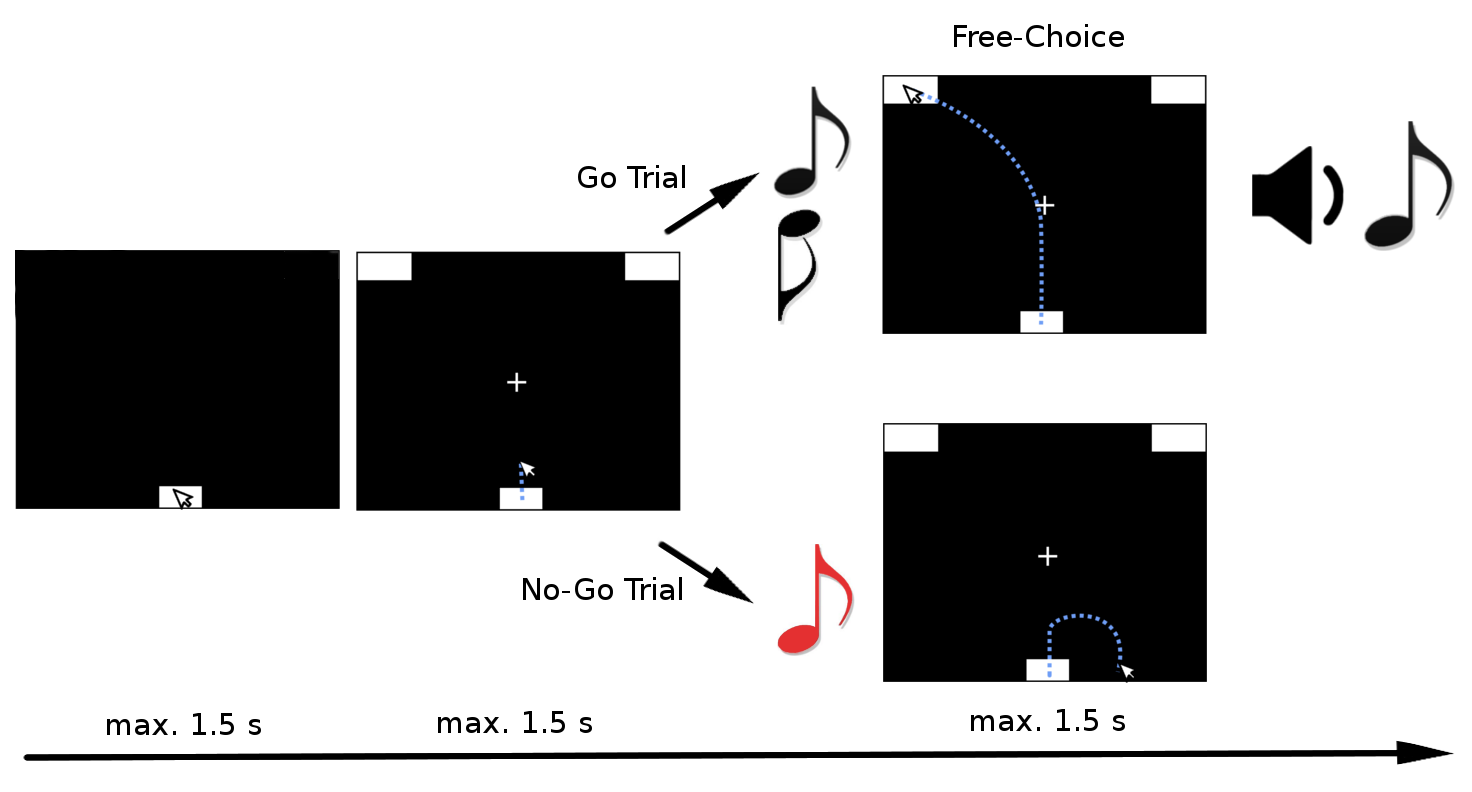 Free-Choice
Go Trial
No-Go Trial
max. 1.5 s
max. 1.5 s
max. 1.5 s